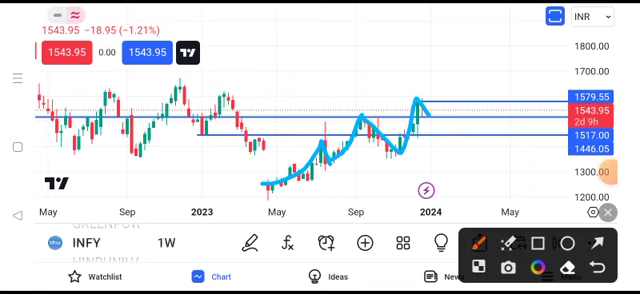 1543.95 −18.95 (−1.21%)
INR
1543.95 0.00 1543.95
1800.00
1700.00
1579.55
1543.95
2d 9h
1517.00
1446.05
1300.00
1200.00
May Sep 2023 May Sep 2024 May
INFY 1W
Watchlist Chart Ideas News Menu